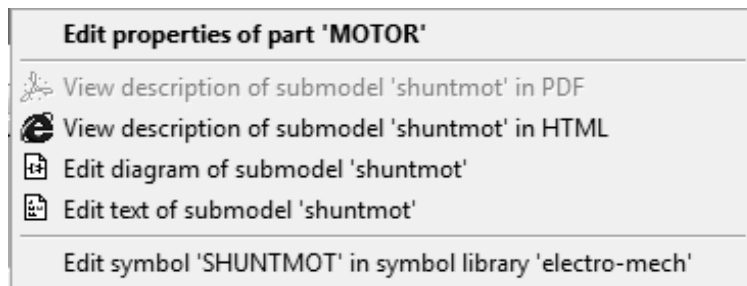 Edit properties of part 'MOTOR'
View description of submodel 'shuntmot' in PDF
View description of submodel 'shuntmot' in HTML
Edit diagram of submodel 'shuntmot'
Edit text of submodel 'shuntmot'
Edit symbol 'SHUNTMOT' in symbol library 'electro-mech'